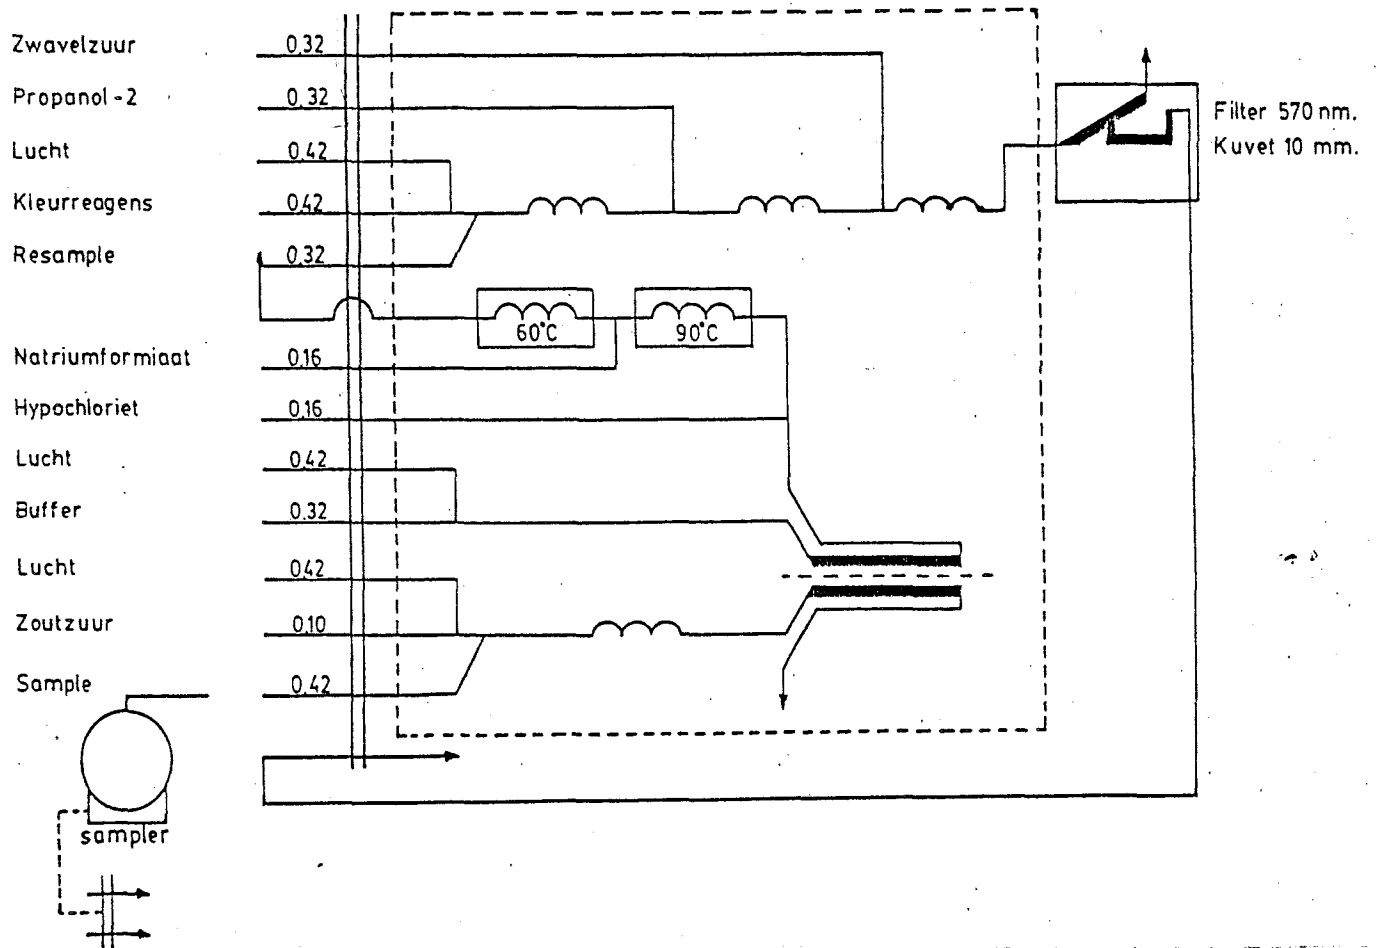 Zwavelzuur 0,32
Propanol-2 0,32
Lucht 0,42
Kleurreagens 0,42
Resample 0,32
Filter 570 nm.
Kuvet 10 mm.
60°C 90°C
Natriumformiaat 0,16
Hypochloriet 0,16
Lucht 0,42
Buffer 0,32
Lucht 0,42
Zoutzuur 0,10
Sample 0,42
sampler